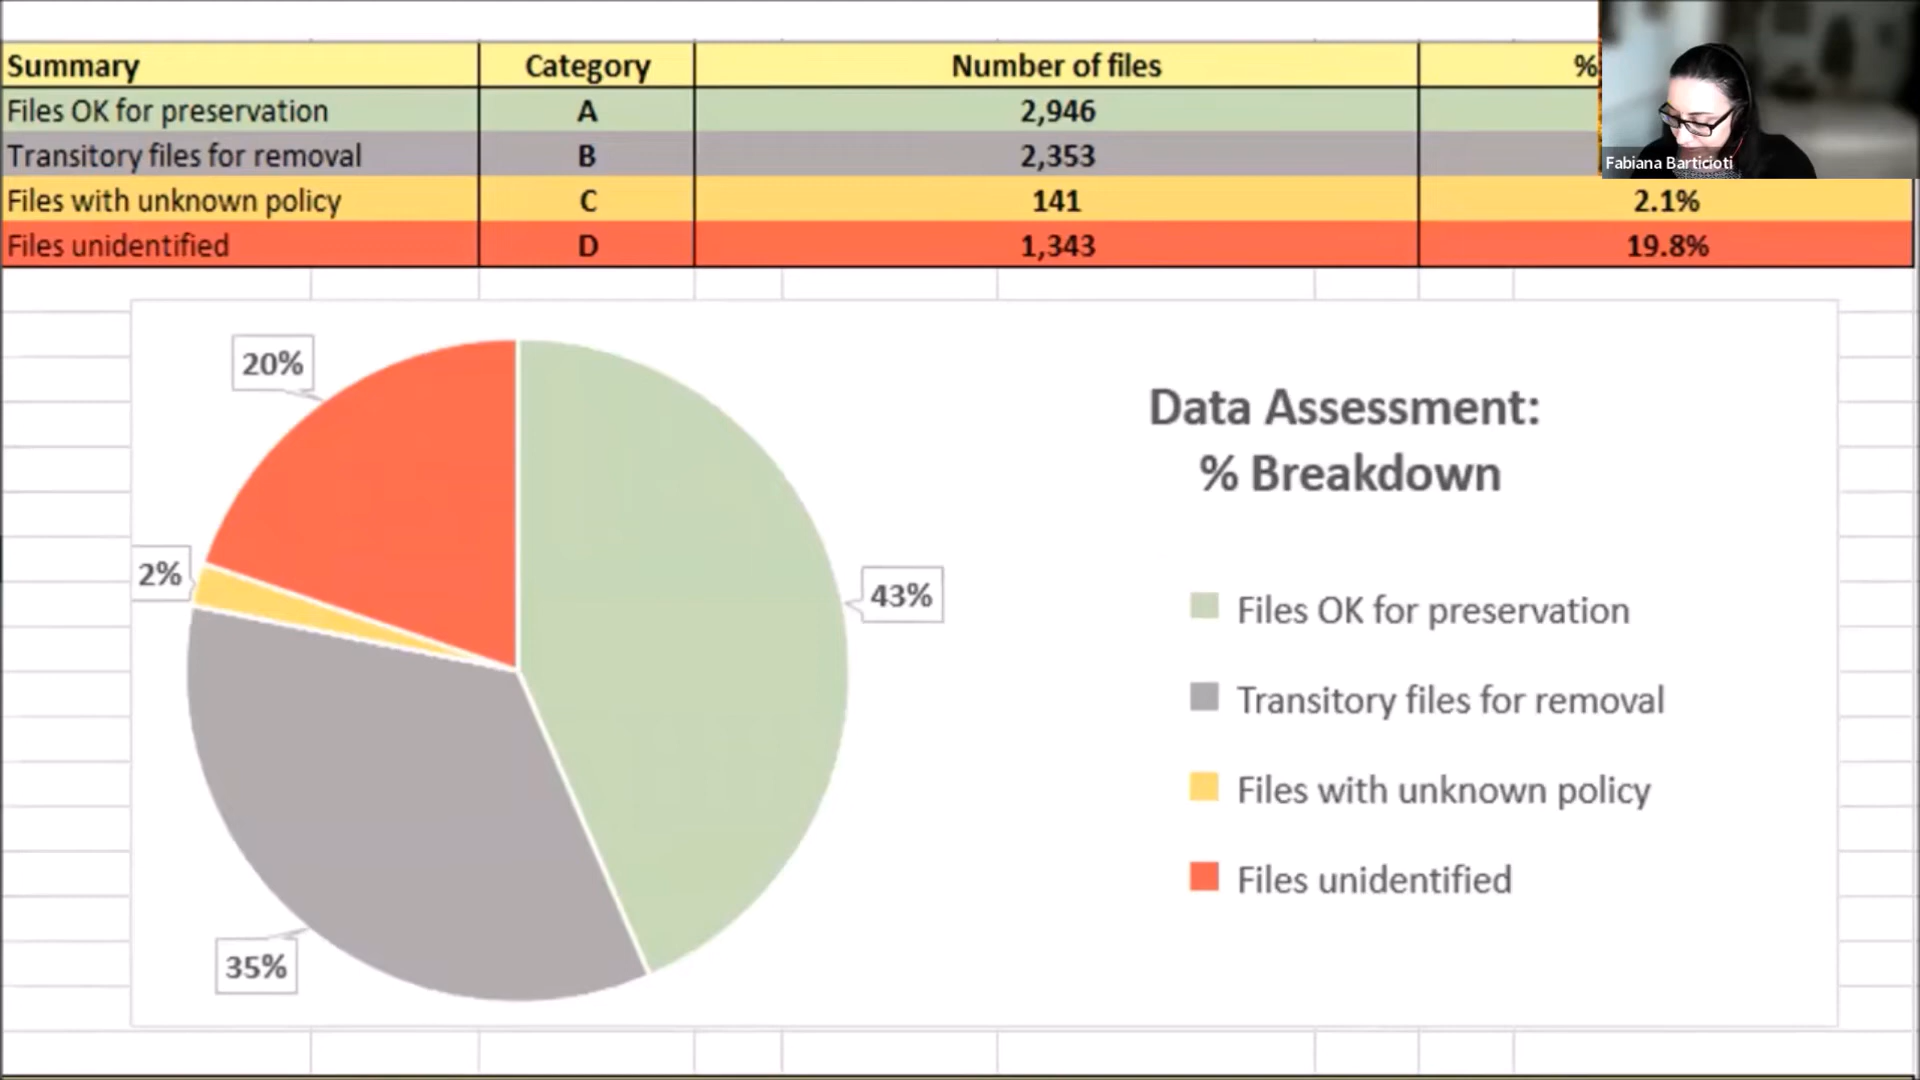 Summary Category Number of files %
Files OK for preservation A 2,946
Transitory files for removal B 2,353
Files with unknown policy C 141 2.1%
Files unidentified D 1,343 19.8%
20%
2%
43%
35%
Data Assessment:
% Breakdown
Files OK for preservation
Transitory files for removal
Files with unknown policy
Files unidentified
Fabiana Barticioti